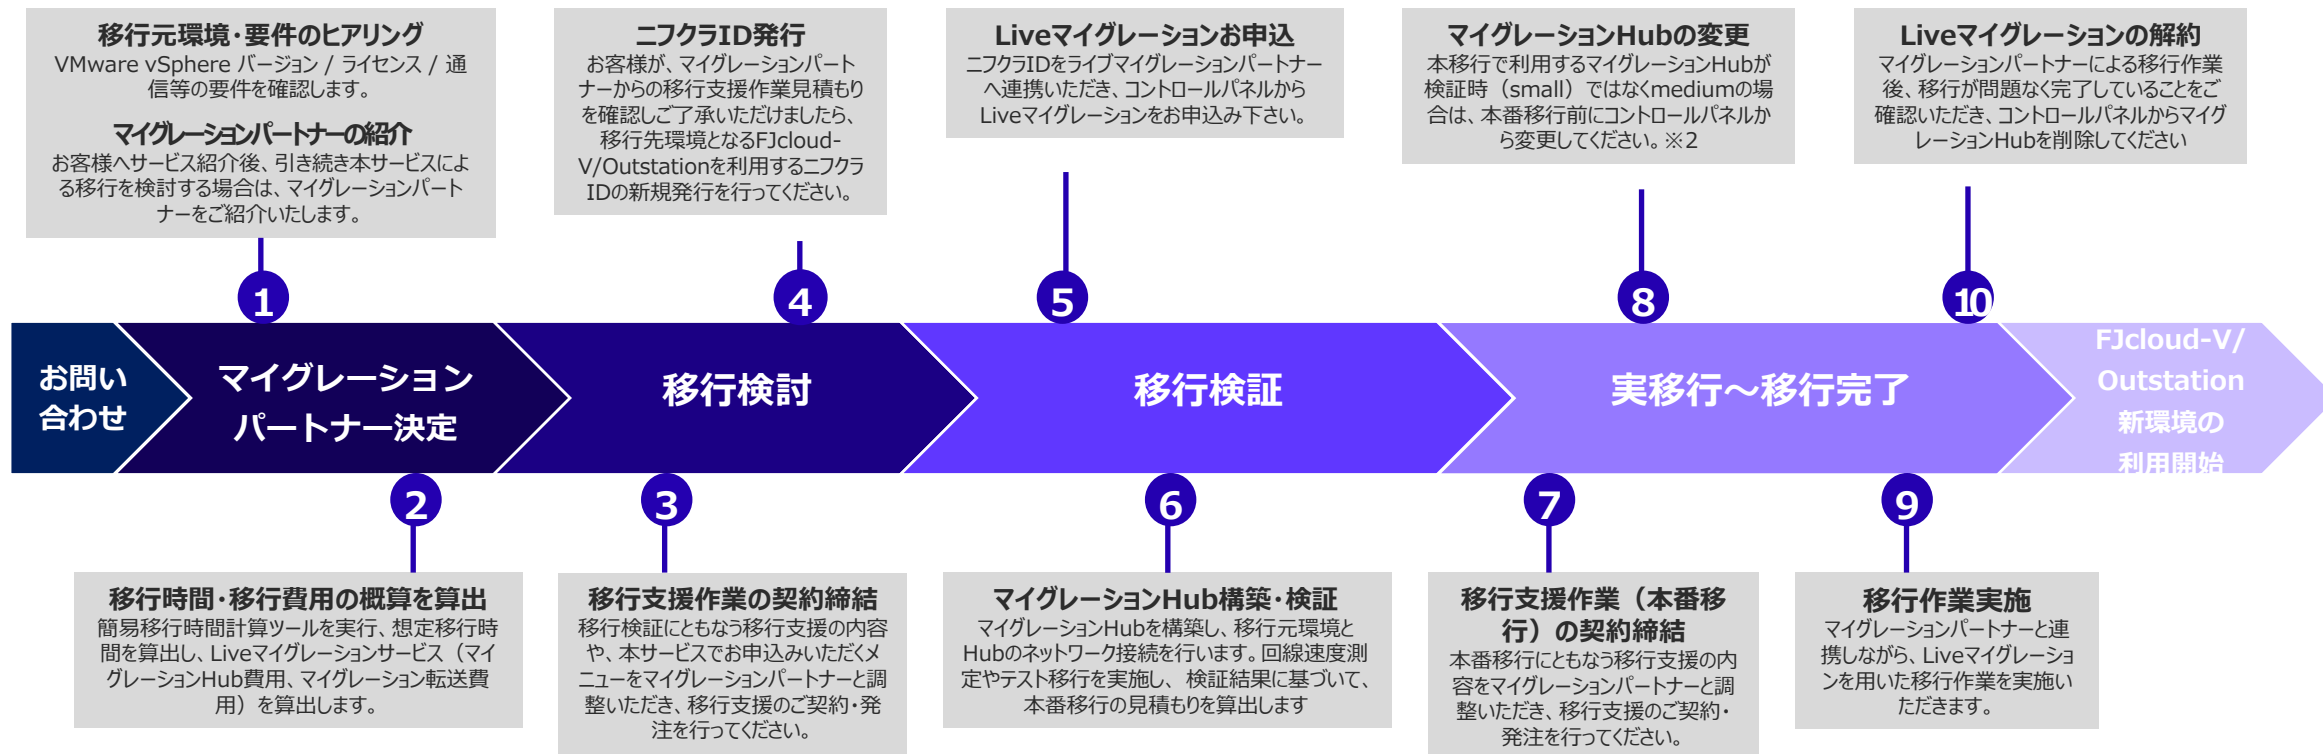 移行元環境・要件のヒアリング
VMware vSphere バージョン / ライセンス / 通
信等の要件を確認します。
マイグレーションパートナーの紹介
お客様へサービス紹介後、引き続き本サービスによ
る移行を検討する場合は、マイグレーションパート
ナーをご紹介いたします。
ニフクラID発行
お客様が、マイグレーションパート
ナーからの移行支援作業見積もり
を確認しご了承いただけましたら、
移行先環境となるFJcloud-
V/Outstationを利用するニフクラ
IDの新規発行を行ってください。
Liveマイグレーションお申込
ニフクラIDをライブマイグレーションパートナー
へ連携いただき、コントロールパネルから
Liveマイグレーションをお申込み下さい。
マイグレーションHubの変更
本移行で利用するマイグレーションHubが
検証時（small）ではなくmediumの場
合は、本番移行前にコントロールパネルか
ら変更してください。※2
Liveマイグレーションの解約
マイグレーションパートナーによる移行作業
後、移行が問題なく完了していることをご
確認いただき、コントロールパネルからマイグ
レーションHubを削除してください
1
4
5
8
10
お問い
合わせ
マイグレーション
パートナー決定
移行検討
移行検証
実移行～移行完了
FJcloud-V/
Outstation
新環境の
利用開始
2
3
6
7
9
移行時間・移行費用の概算を算出
簡易移行時間計算ツールを実行、想定移行時
間を算出し、Liveマイグレーションサービス（マイ
グレーションHub費用、マイグレーション転送費
用）を算出します。
移行支援作業の契約締結
移行検証にともなう移行支援の内容
や、本サービスでお申込みいただくメ
ニューをマイグレーションパートナーと調
整いただき、移行支援のご契約・発
注を行ってください。
マイグレーションHub構築・検証
マイグレーションHubを構築し、移行元環境と
Hubのネットワーク接続を行います。回線速度測
定やテスト移行を実施し、検証結果に基づいて、
本番移行の見積もりを算出します
移行支援作業（本番移
行）の契約締結
本番移行にともなう移行支援の内
容をマイグレーションパートナーと調
整いただき、移行支援のご契約・
発注を行ってください。
移行作業実施
マイグレーションパートナーと連
携しながら、Liveマイグレーショ
ンを用いた移行作業を実施い
ただきます。